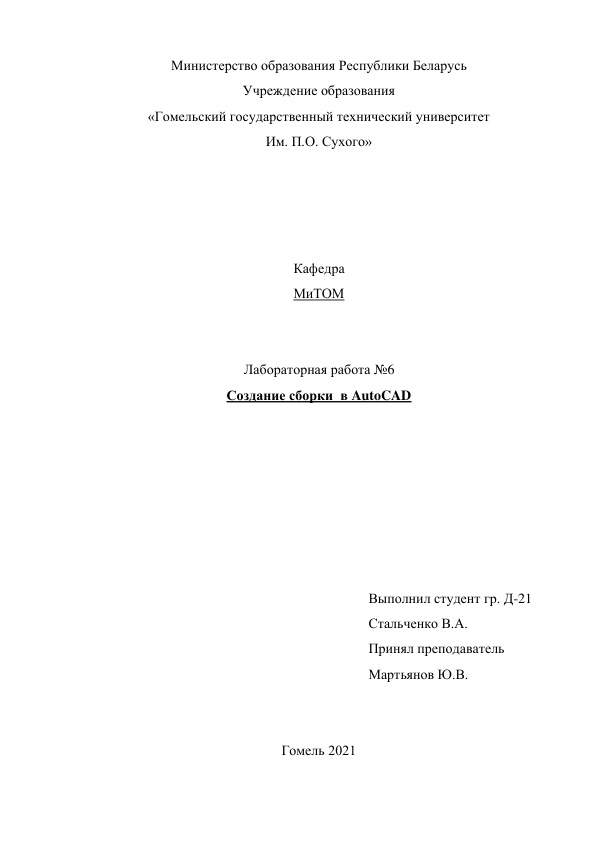 Министерство образования Республики Беларусь
Учреждение образования
«Гомельский государственный технический университет
Им. П.О. Сухого»
Кафедра
МиТОМ
Лабораторная работа №6
Создание сборки  в AutoCAD
Выполнил студент гр. Д-21
Стальченко В.А.
Принял преподаватель
Мартьянов Ю.В.
Гомель 2021